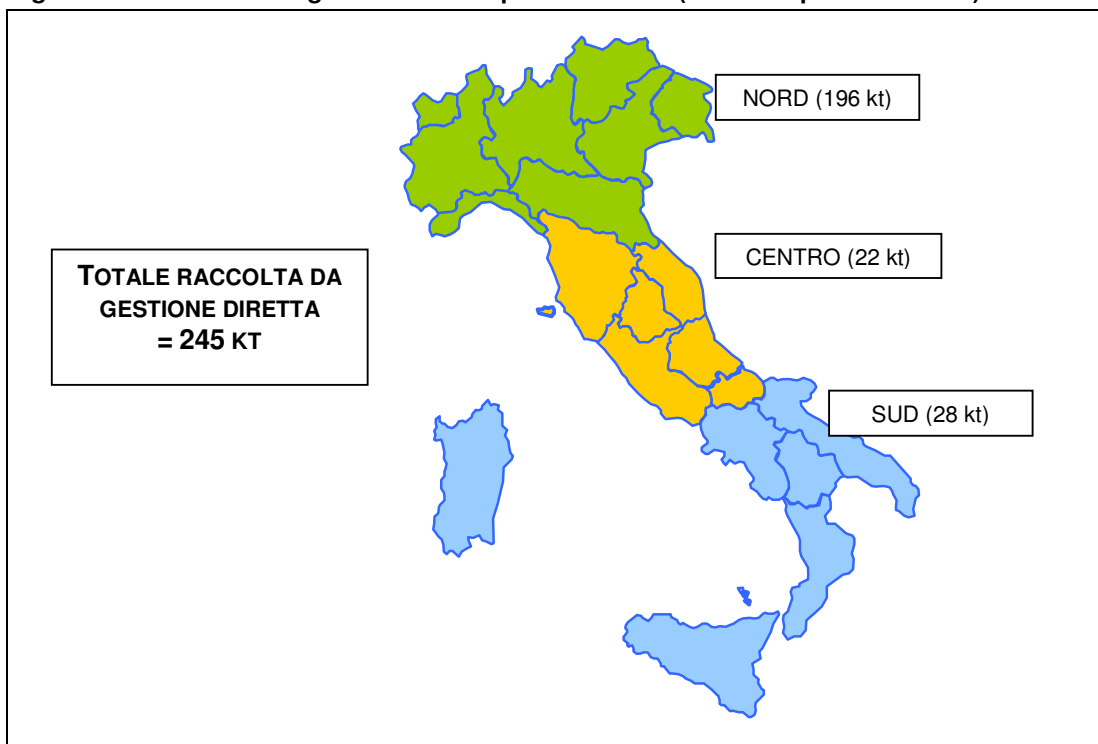 NORD (196 kt)
CENTRO (22 kt)
TOTALE RACCOLTA DA
GESTIONE DIRETTA
= 245 KT
SUD (28 kt)